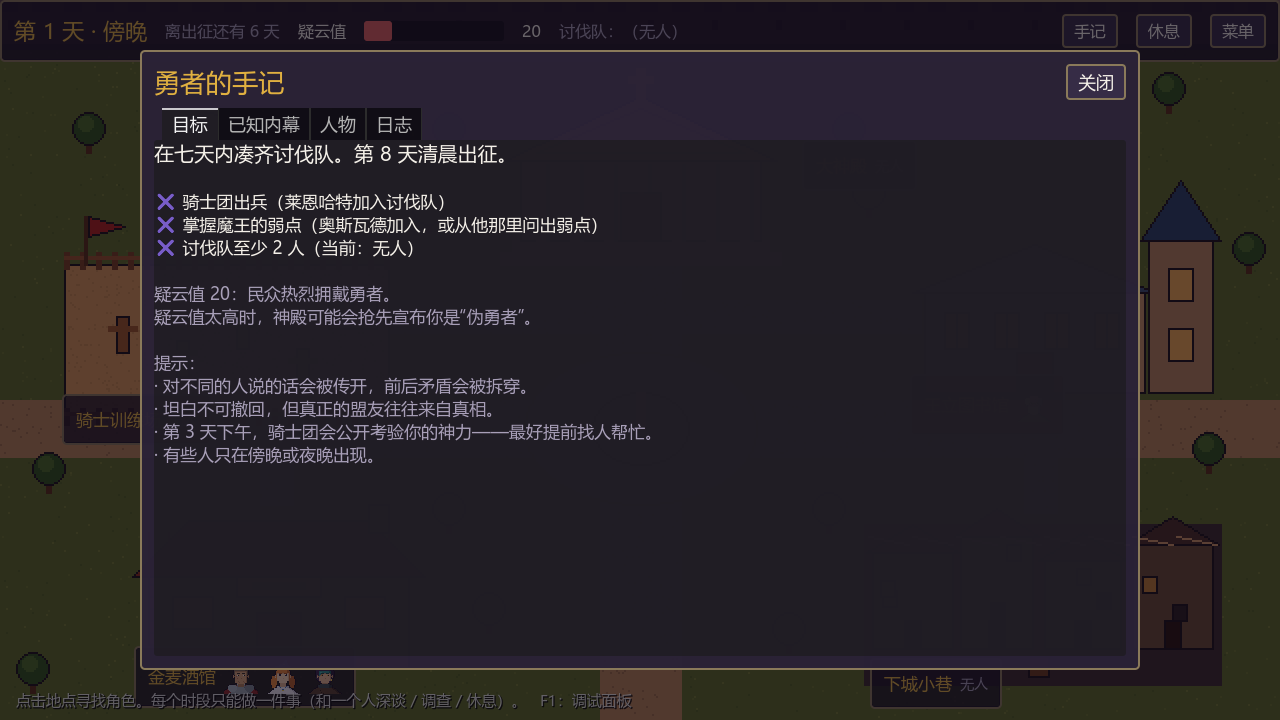 第 1 天 · 傍晚 离出征还有 6 天 疑云值 20 讨伐队：（无人） 手记 休息 菜单
勇者的手记 关闭
目标 已知内幕 人物 日志
在七天内凑齐讨伐队。第 8 天清晨出征。
❌ 骑士团出兵（莱恩哈特加入讨伐队）
❌ 掌握魔王的弱点（奥斯瓦德加入，或从他那里问出弱点）
❌ 讨伐队至少 2 人（当前：无人）
疑云值 20：民众热烈拥戴勇者。
疑云值太高时，神殿可能会抢先宣布你是“伪勇者”。
提示：
· 对不同的人说的话会被传开，前后矛盾会被拆穿。
· 坦白不可撤回，但真正的盟友往往来自真相。
· 第 3 天下午，骑士团会公开考验你的神力——最好提前找人帮忙。
· 有些人只在傍晚或夜晚出现。
骑士训练
金麦酒馆
下城小巷 无人
点击地点寻找角色。每个时段只能做一件事（和一个人深谈 / 调查 / 休息）。 F1：调试面板